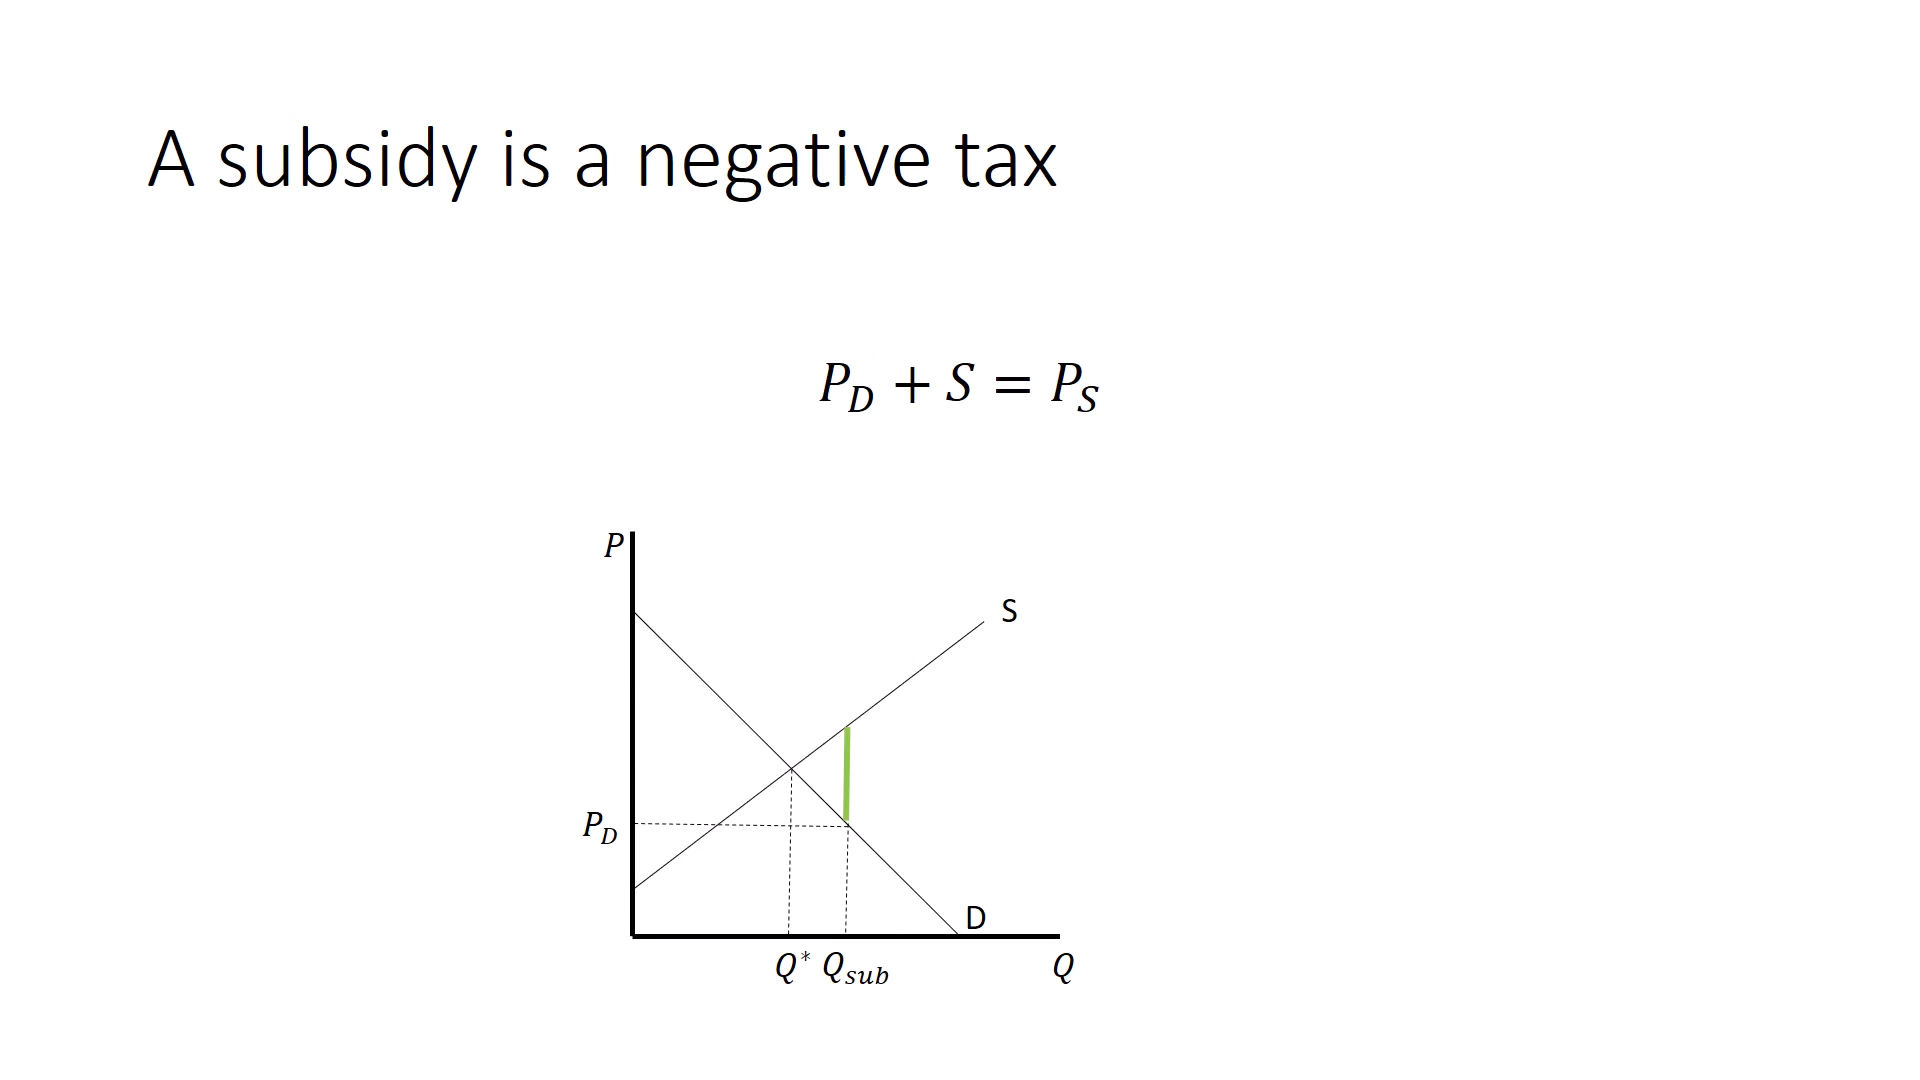 A subsidy is a negative tax
P_D + S = P_S
P
S
P_D
D
Q* Q_sub Q